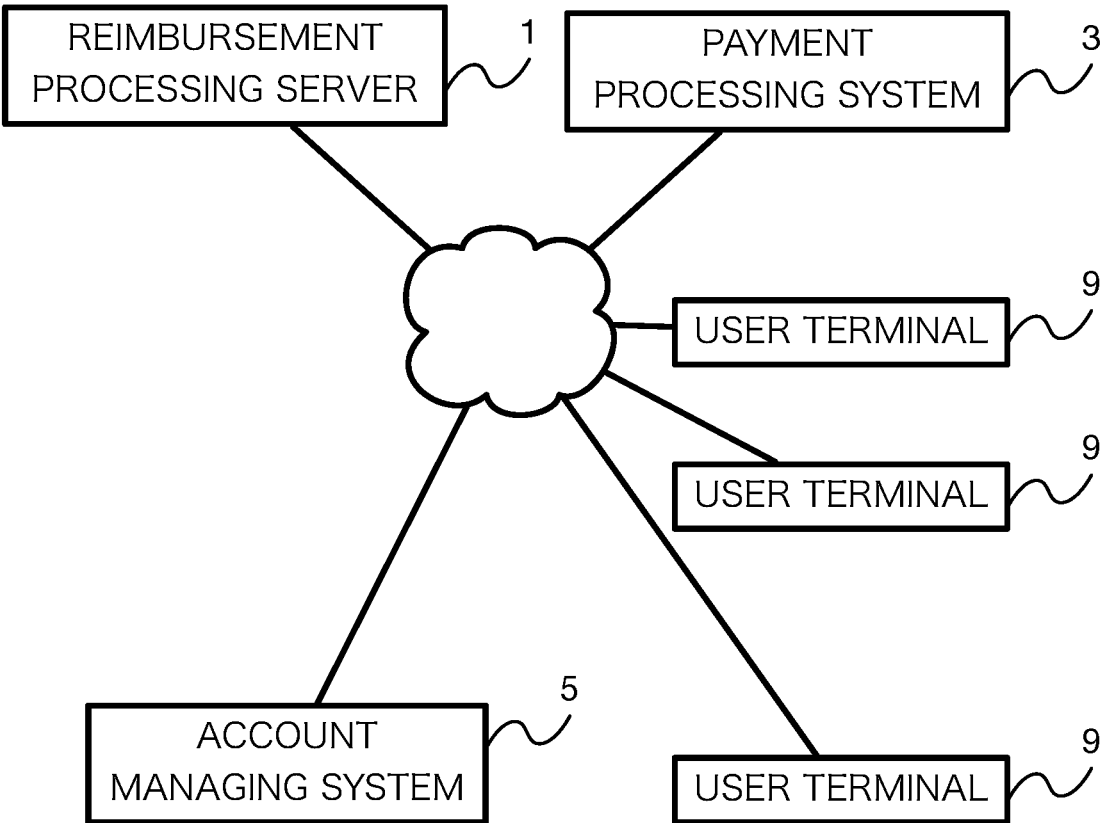 REIMBURSEMENT
PROCESSING SERVER
1
PAYMENT
PROCESSING SYSTEM
3
USER TERMINAL
9
USER TERMINAL
9
ACCOUNT
MANAGING SYSTEM
5
USER TERMINAL
9